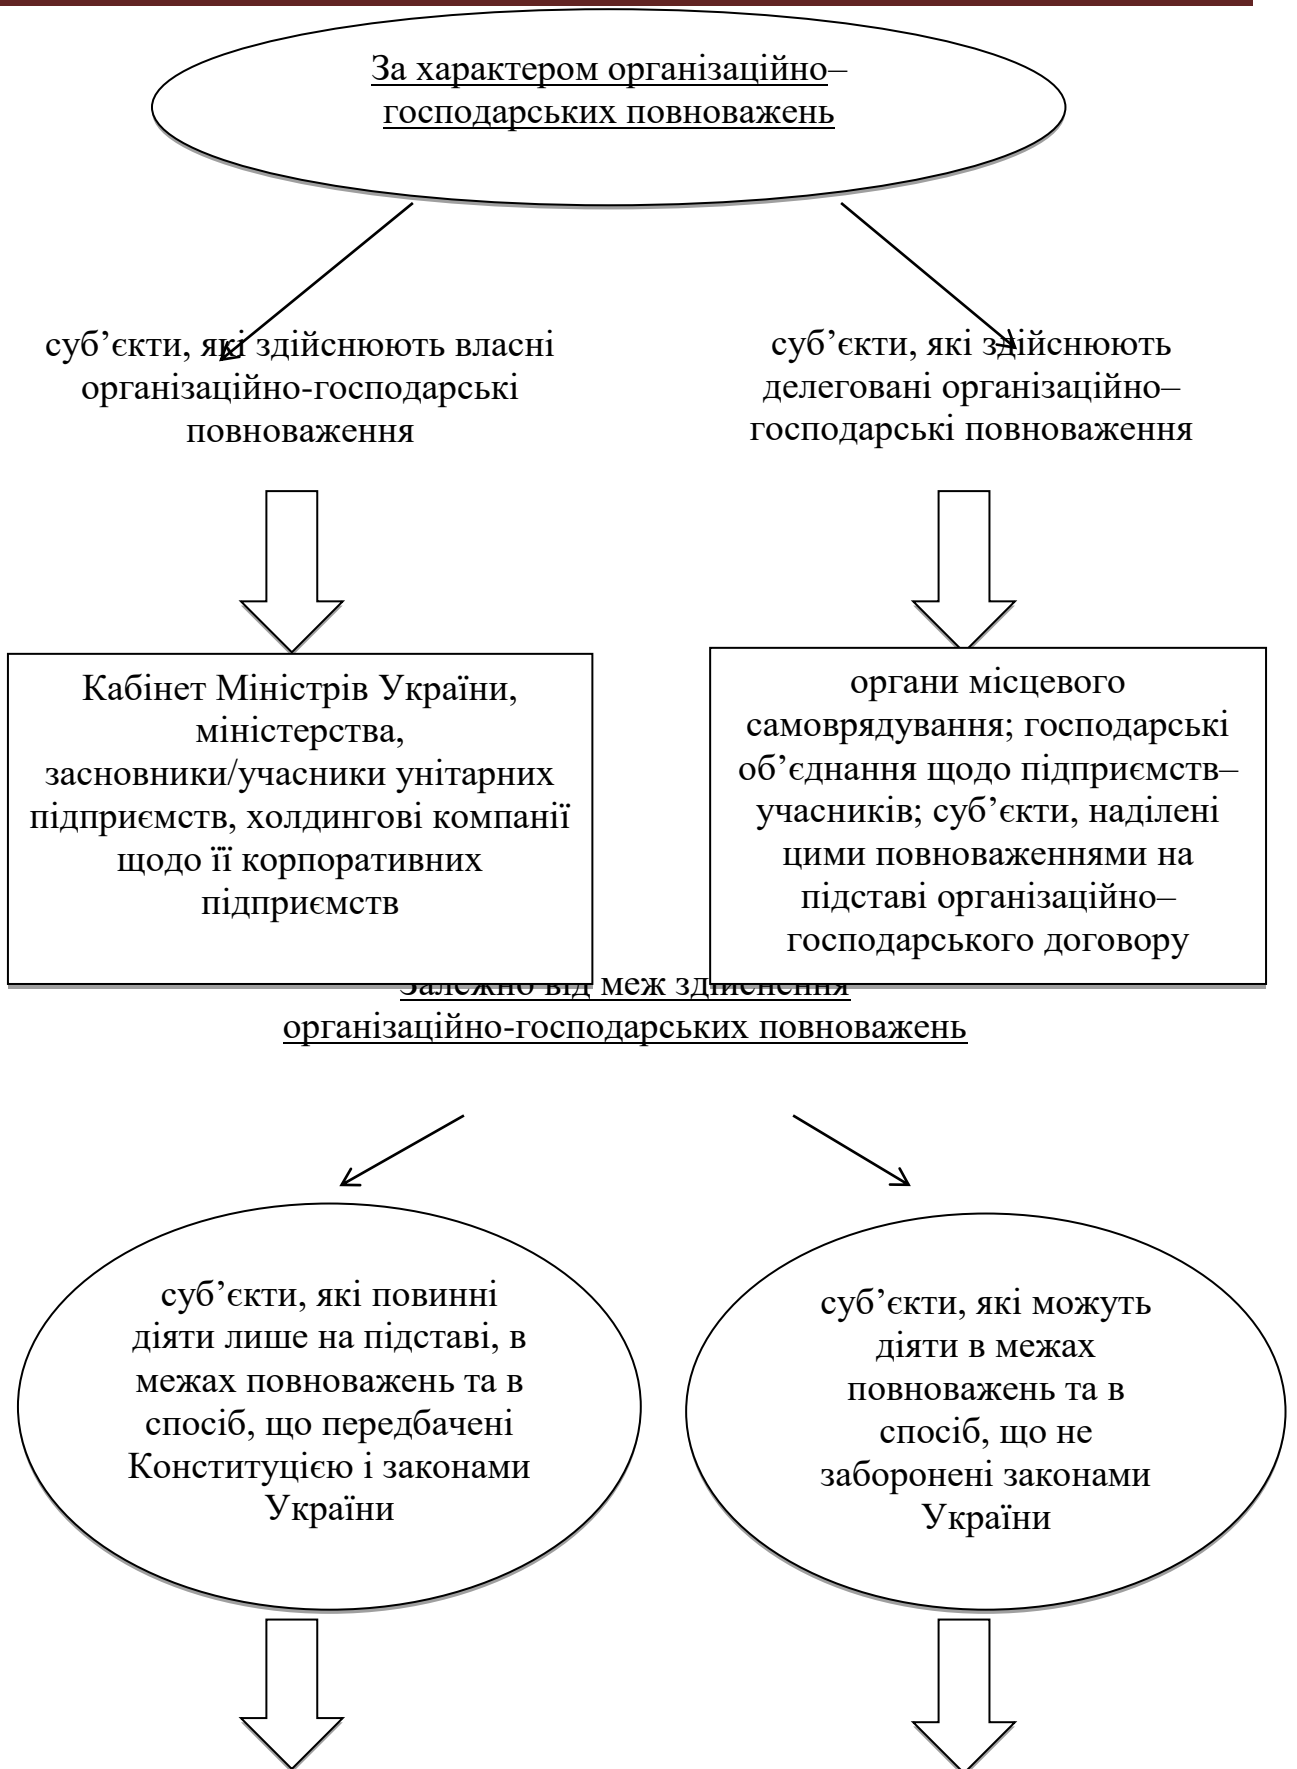 За характером організаційно–
господарських повноважень
суб’єкти, які здійснюють власні
організаційно-господарські
повноваження
суб’єкти, які здійснюють
делеговані організаційно–
господарські повноваження
Кабінет Міністрів України,
міністерства,
засновники/учасники унітарних
підприємств, холдингові компанії
щодо її корпоративних
підприємств
органи місцевого
самоврядування; господарські
об’єднання щодо підприємств–
учасників; суб’єкти, наділені
цими повноваженнями на
підставі організаційно–
господарського договору
Залежно від меж здійснення
організаційно-господарських повноважень
суб’єкти, які повинні
діяти лише на підставі, в
межах повноважень та в
спосіб, що передбачені
Конституцією і законами
України
суб’єкти, які можуть
діяти в межах
повноважень та в
спосіб, що не
заборонені законами
України